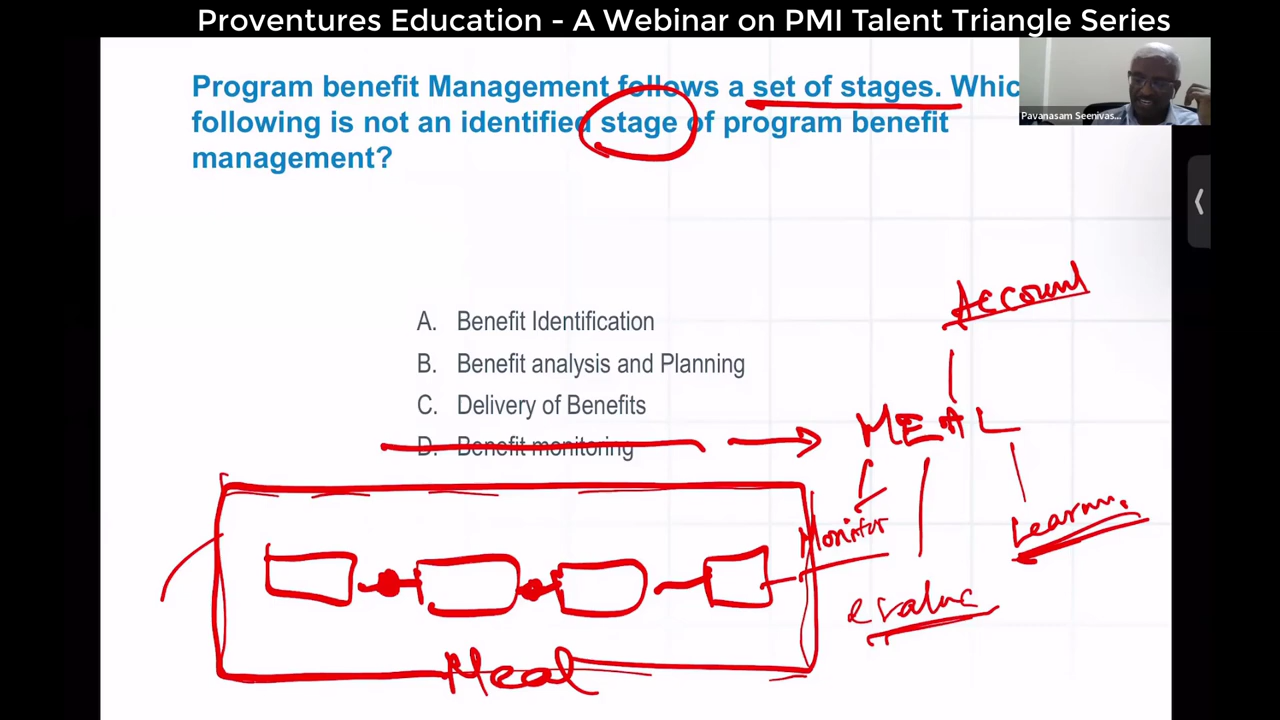 Proventures Education - A Webinar on PMI Talent Triangle Series
Program benefit Management follows a set of stages. Whic
following is not an identified stage of program benefit
management?
Pavanasam Seenivas...
A. Benefit Identification
B. Benefit analysis and Planning
C. Delivery of Benefits
D. Benefit monitoring
Account
MEAL
Monitor
Learn.
evaluc
Meal